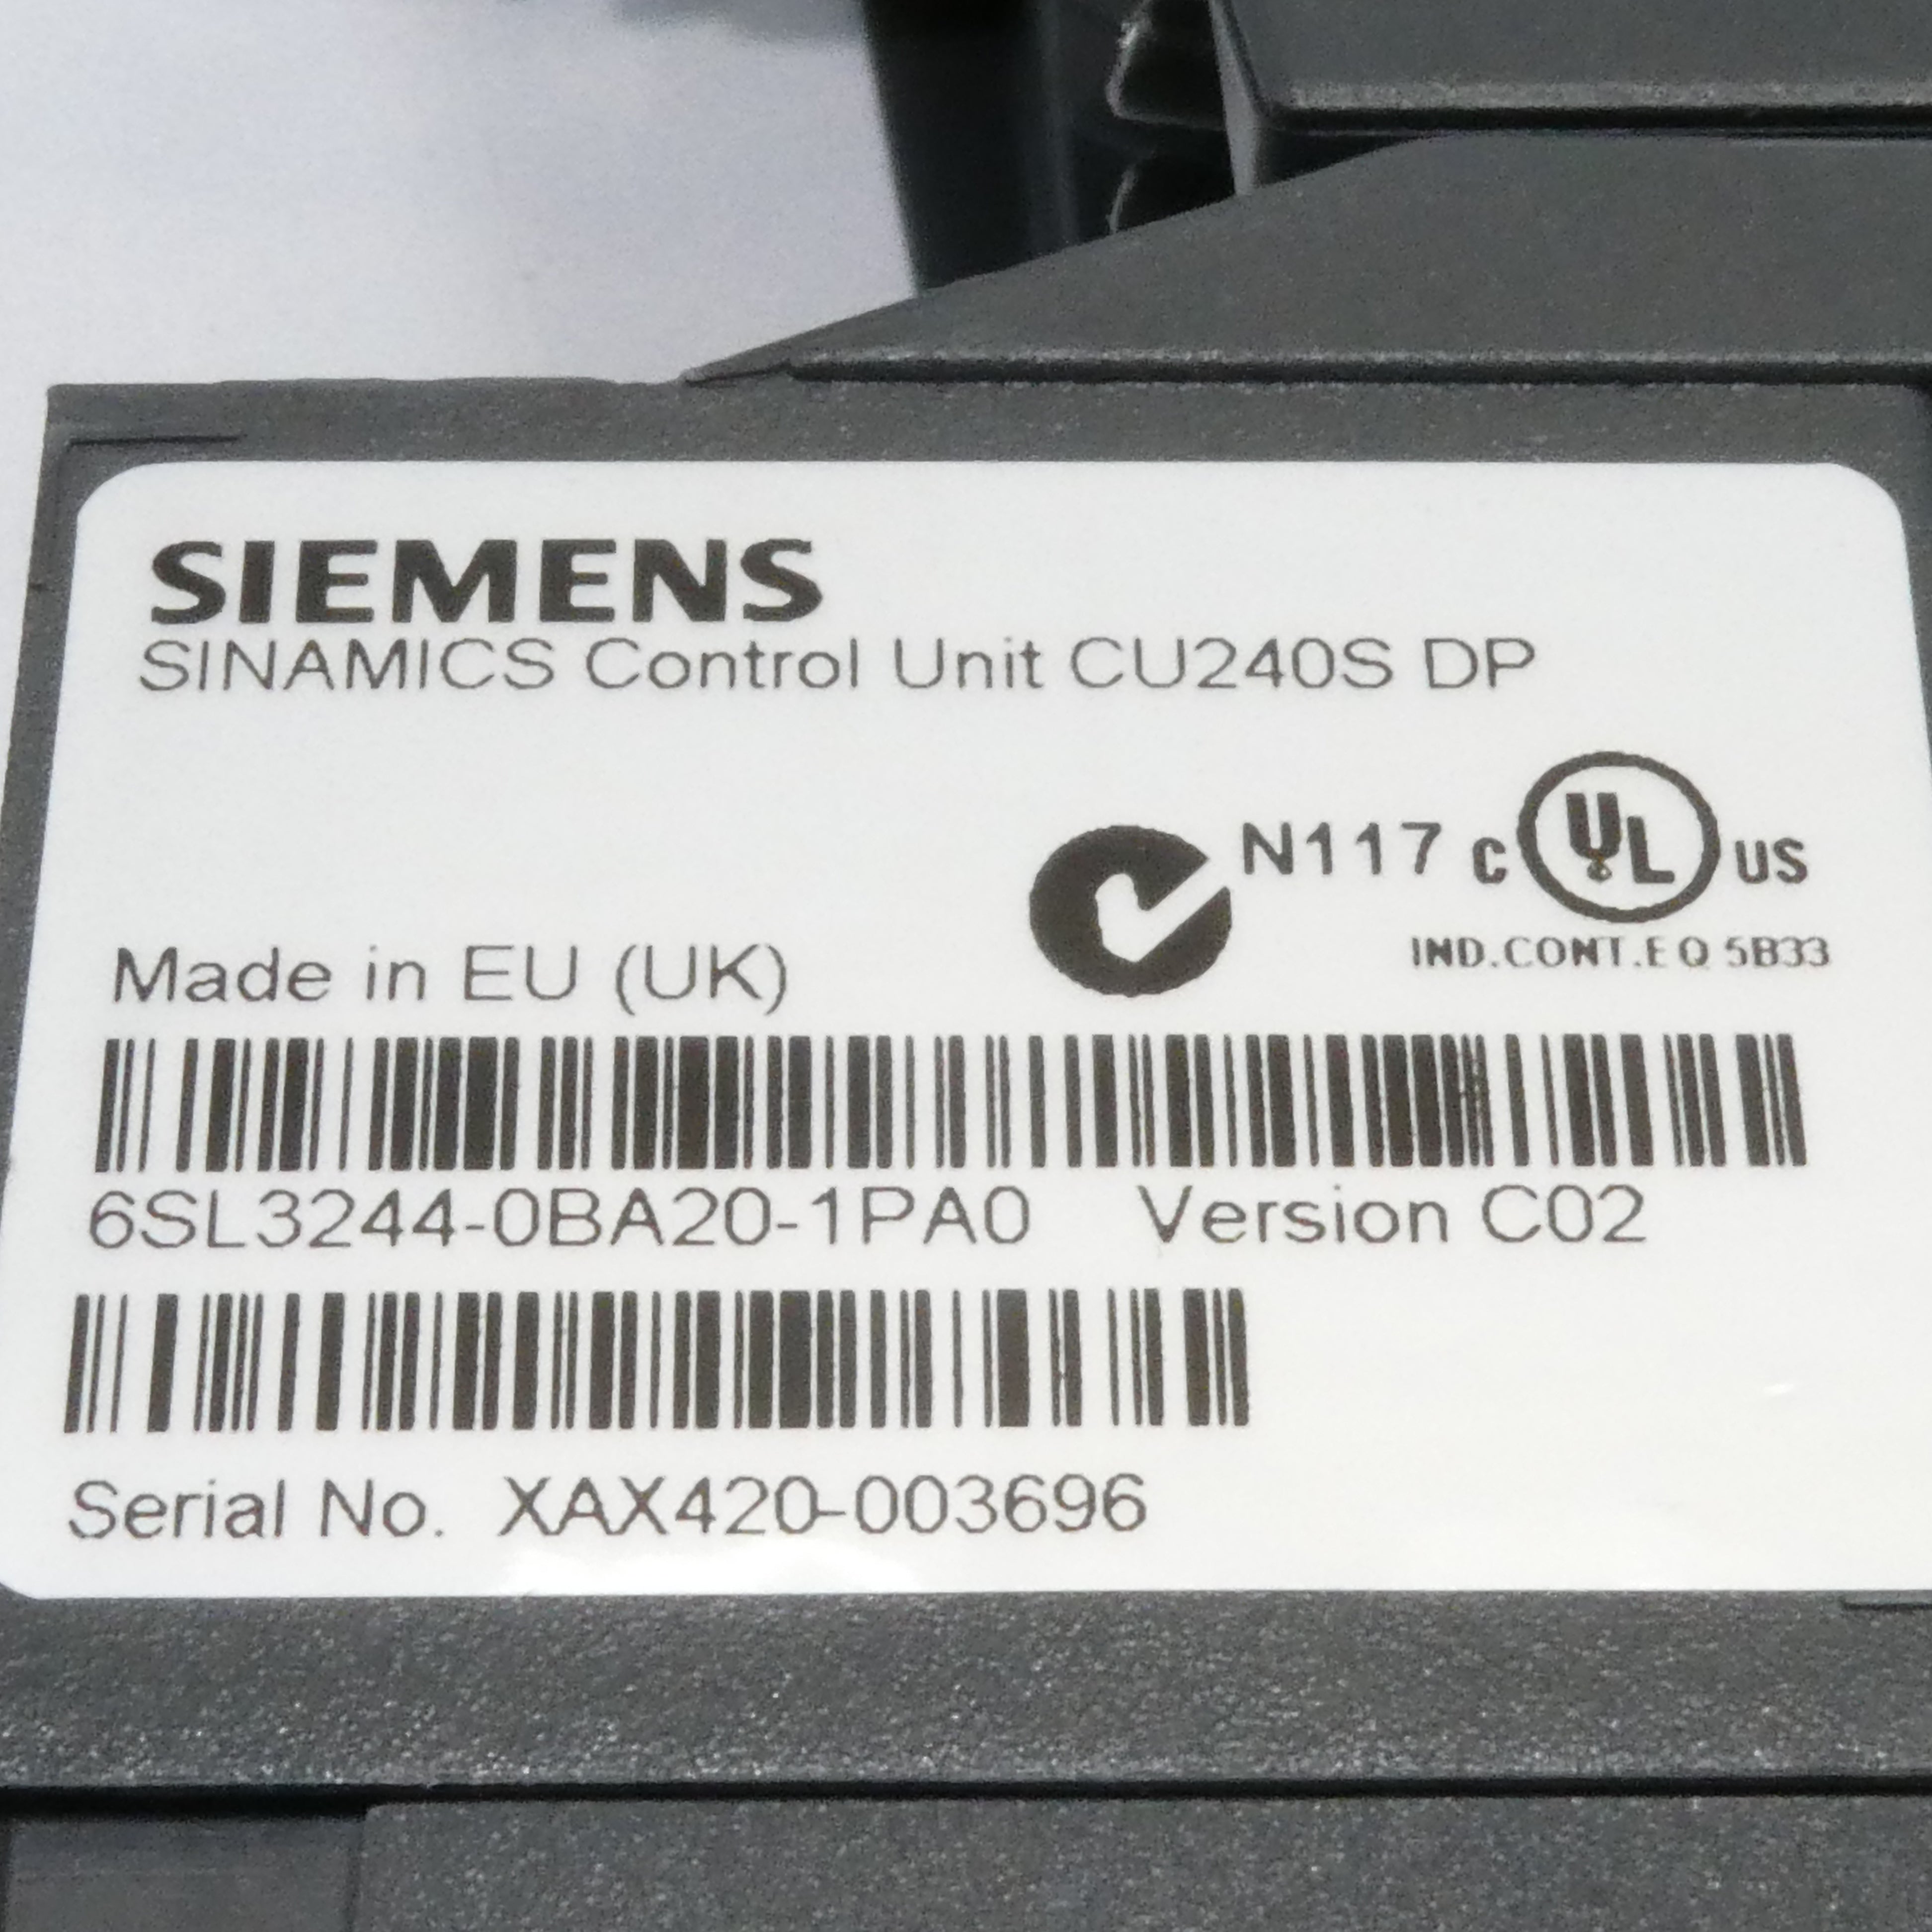 SIEMENS
SINAMICS Control Unit CU240S DP
N117 C UL US
IND.CONT.EQ 5B33
Made in EU (UK)
6SL3244-0BA20-1PA0 Version C02
Serial No. XAX420-003696